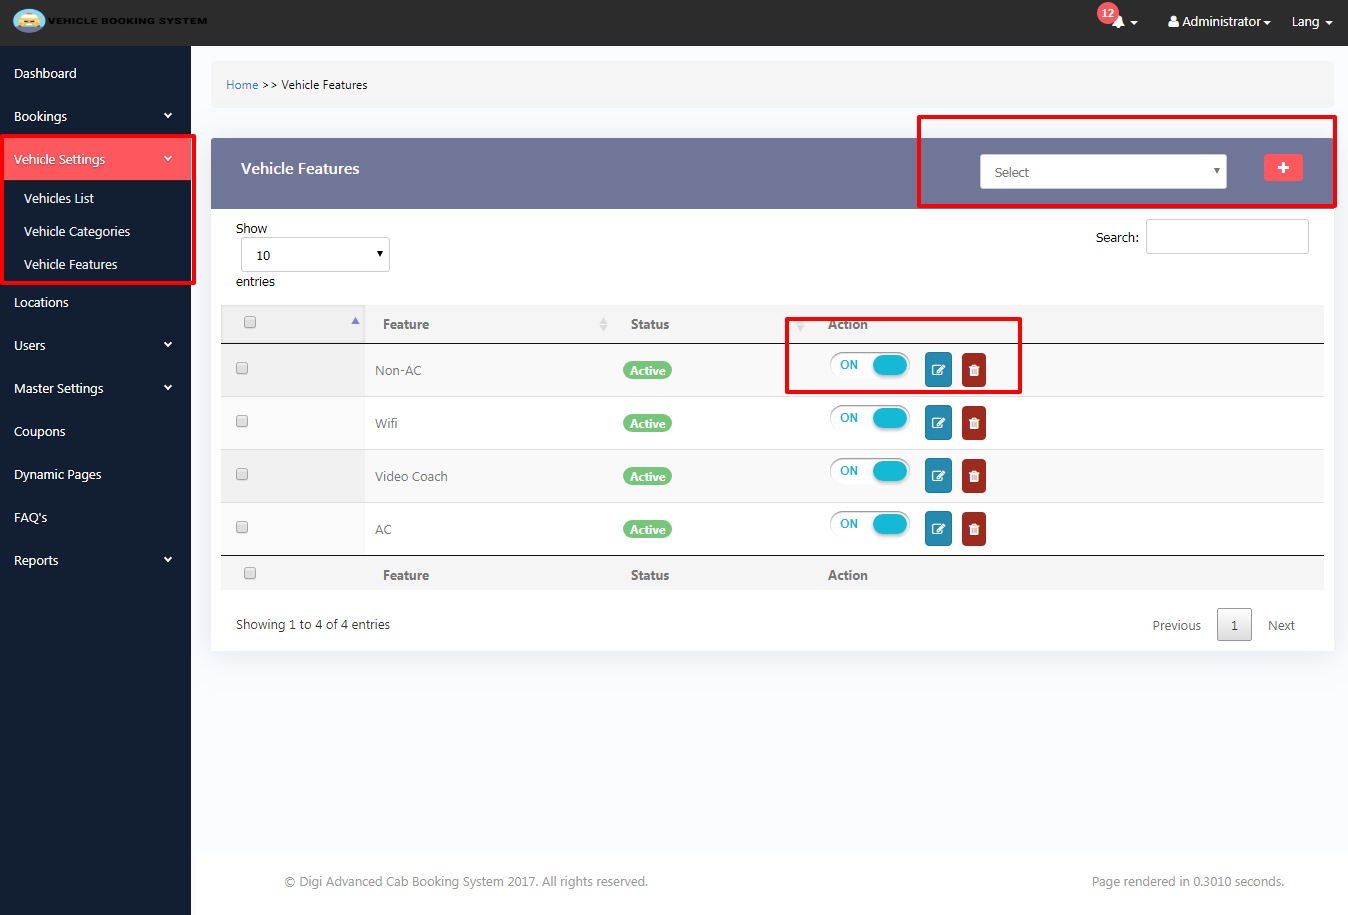 VEHICLE BOOKING SYSTEM
12
Administrator
Lang
Dashboard
Bookings
Vehicle Settings
Vehicles List
Vehicle Categories
Vehicle Features
Locations
Users
Master Settings
Coupons
Dynamic Pages
FAQ's
Reports
Home >> Vehicle Features
Vehicle Features
Select
Show
10
entries
Search:
Feature Status Action
Non-AC Active ON
Wifi Active ON
Video Coach Active ON
AC Active ON
Feature Status Action
Showing 1 to 4 of 4 entries
Previous 1 Next
© Digi Advanced Cab Booking System 2017. All rights reserved.
Page rendered in 0.3010 seconds.